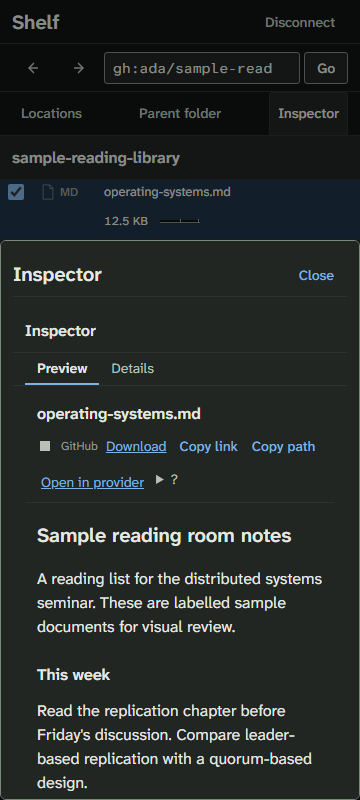 Shelf
Disconnect
← → gh:ada/sample-read Go
Locations Parent folder Inspector
sample-reading-library
MD operating-systems.md
12.5 KB
Inspector
Close
Inspector
Preview Details
operating-systems.md
GitHub Download Copy link Copy path
Open in provider ▶ ?
Sample reading room notes
A reading list for the distributed systems
seminar. These are labelled sample
documents for visual review.
This week
Read the replication chapter before
Friday's discussion. Compare leader-
based replication with a quorum-based
design.